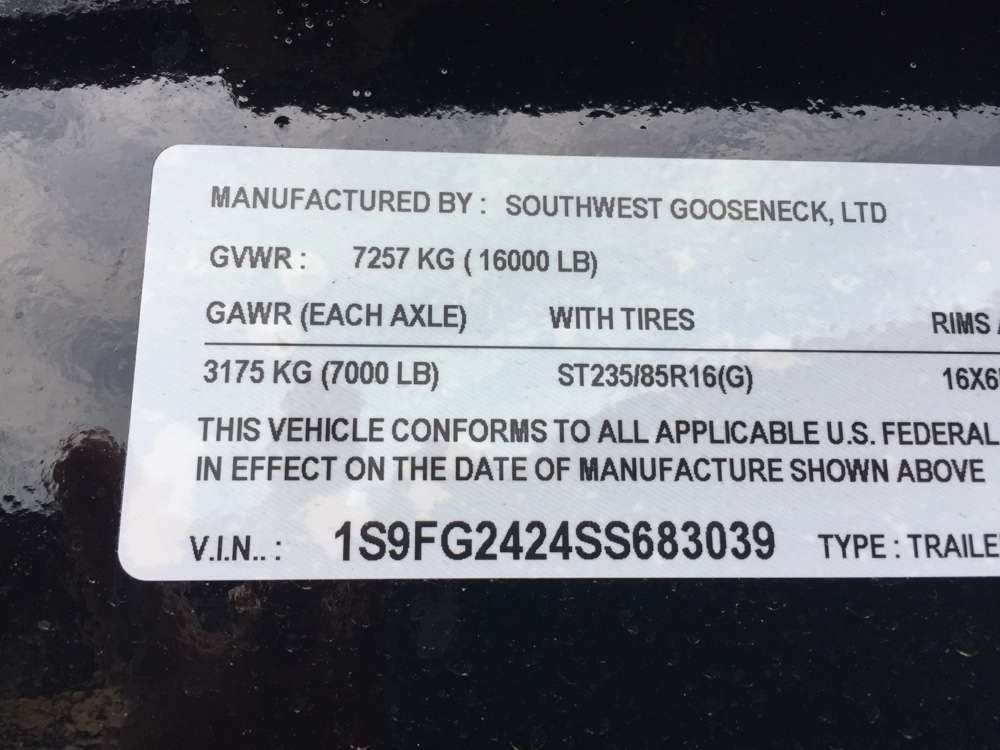 MANUFACTURED BY : SOUTHWEST GOOSENECK, LTD
GVWR : 7257 KG ( 16000 LB)
GAWR (EACH AXLE) WITH TIRES RIMS
3175 KG (7000 LB) ST235/85R16(G) 16X6
THIS VEHICLE CONFORMS TO ALL APPLICABLE U.S. FEDERAL
IN EFFECT ON THE DATE OF MANUFACTURE SHOWN ABOVE
V.I.N.. : 1S9FG2424SS683039 TYPE : TRAILE